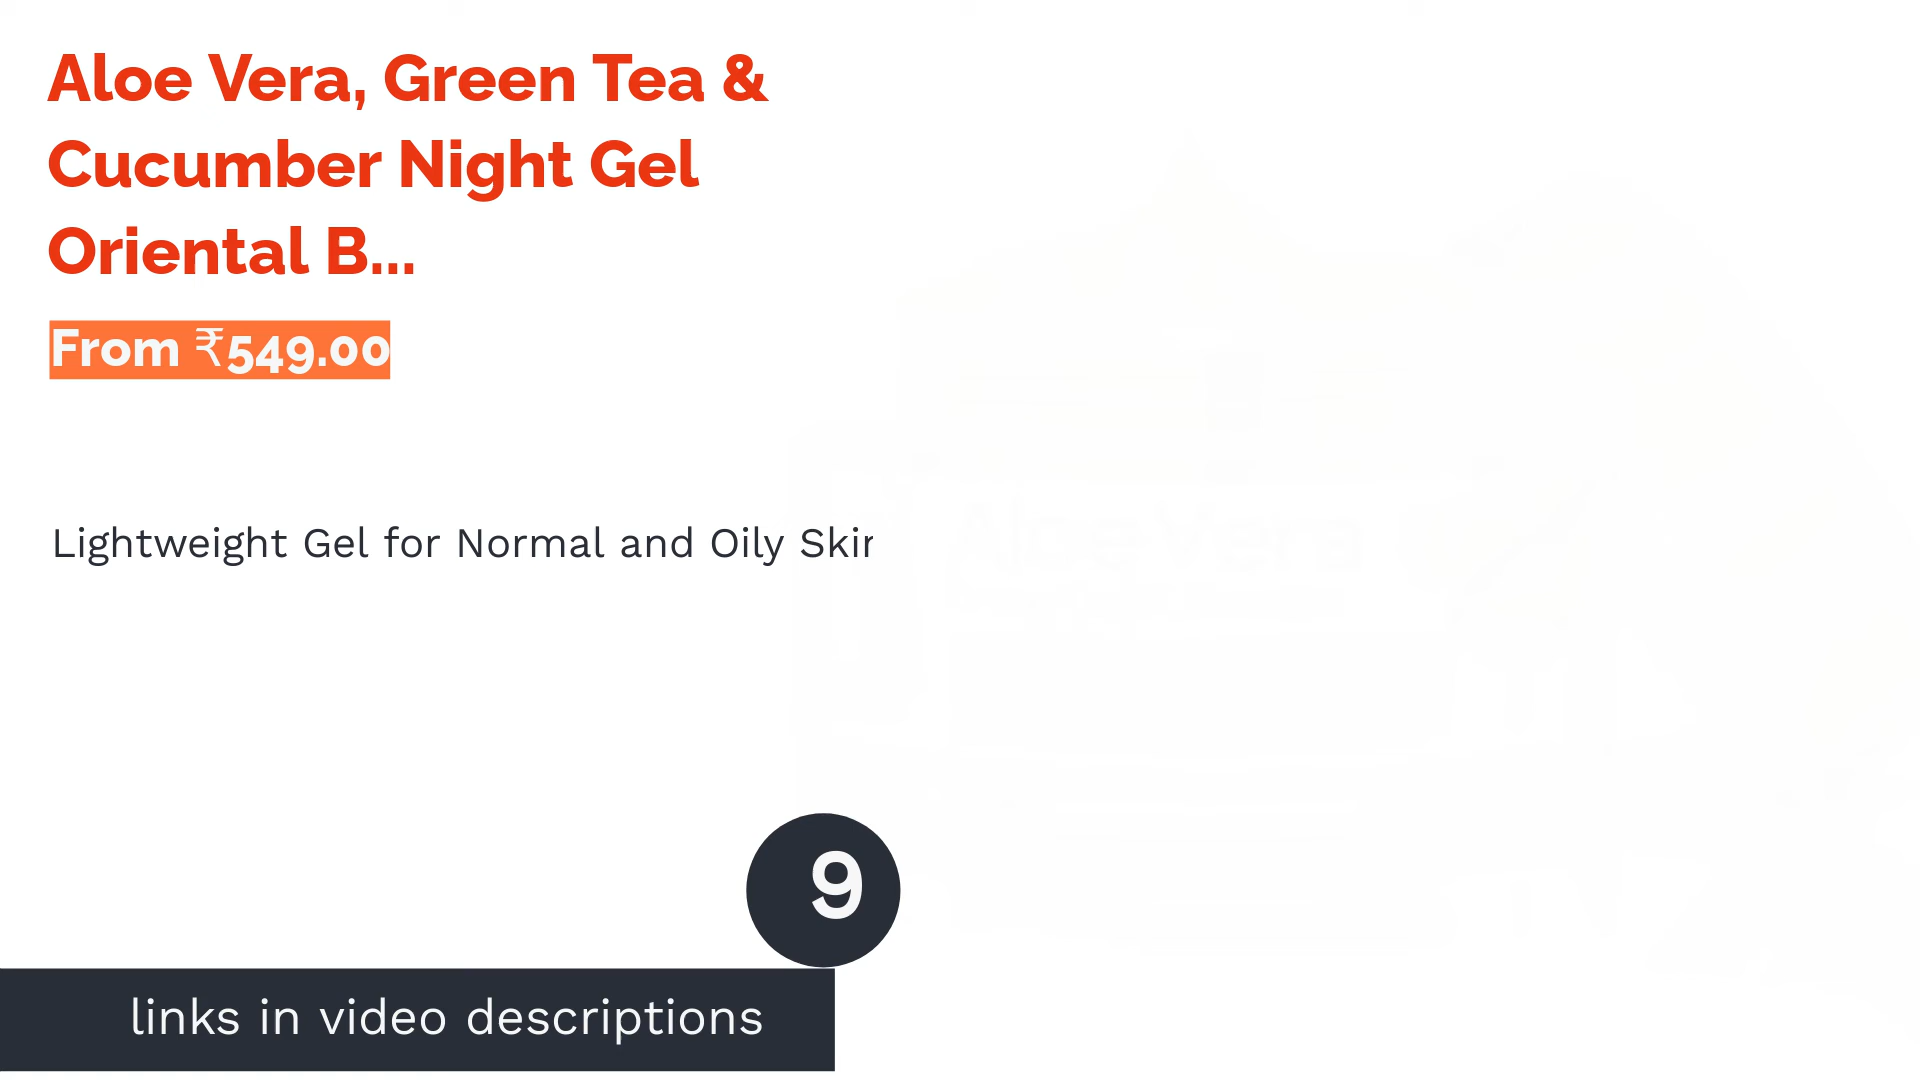 Aloe Vera, Green Tea &
Cucumber Night Gel
Oriental B...
From ₹549.00
Lightweight Gel for Normal and Oily Skin
9
links in video descriptions